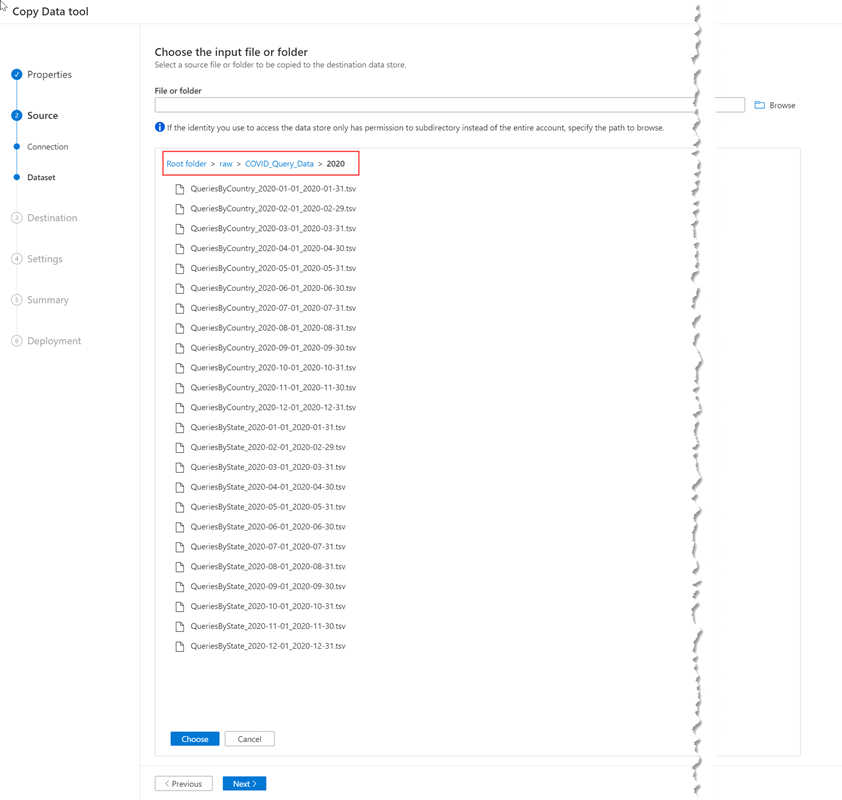 Copy Data tool
Properties
2 Source
Connection
Dataset
3 Destination
4 Settings
5 Summary
6 Deployment
Choose the input file or folder
Select a source file or folder to be copied to the destination data store.
File or folder
Browse
If the identity you use to access the data store only has permission to subdirectory instead of the entire account, specify the path to browse.
Root folder > raw > COVID_Query_Data > 2020
QueriesByCountry_2020-01-01_2020-01-31.tsv
QueriesByCountry_2020-02-01_2020-02-29.tsv
QueriesByCountry_2020-03-01_2020-03-31.tsv
QueriesByCountry_2020-04-01_2020-04-30.tsv
QueriesByCountry_2020-05-01_2020-05-31.tsv
QueriesByCountry_2020-06-01_2020-06-30.tsv
QueriesByCountry_2020-07-01_2020-07-31.tsv
QueriesByCountry_2020-08-01_2020-08-31.tsv
QueriesByCountry_2020-09-01_2020-09-30.tsv
QueriesByCountry_2020-10-01_2020-10-31.tsv
QueriesByCountry_2020-11-01_2020-11-30.tsv
QueriesByCountry_2020-12-01_2020-12-31.tsv
QueriesByState_2020-01-01_2020-01-31.tsv
QueriesByState_2020-02-01_2020-02-29.tsv
QueriesByState_2020-03-01_2020-03-31.tsv
QueriesByState_2020-04-01_2020-04-30.tsv
QueriesByState_2020-05-01_2020-05-31.tsv
QueriesByState_2020-06-01_2020-06-30.tsv
QueriesByState_2020-07-01_2020-07-31.tsv
QueriesByState_2020-08-01_2020-08-31.tsv
QueriesByState_2020-09-01_2020-09-30.tsv
QueriesByState_2020-10-01_2020-10-31.tsv
QueriesByState_2020-11-01_2020-11-30.tsv
QueriesByState_2020-12-01_2020-12-31.tsv
Choose Cancel
< Previous Next >